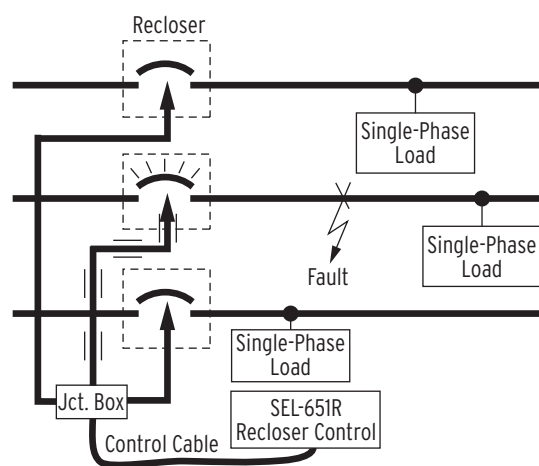 Recloser
Single-Phase
Load
Single-Phase
Load
Fault
Single-Phase
Load
Jct. Box
SEL-651R
Recloser Control
Control Cable